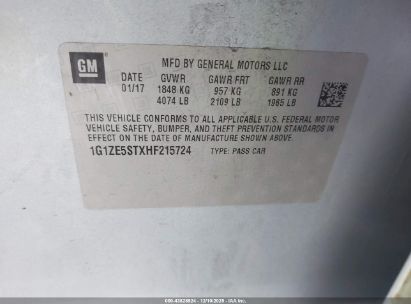 GM
MFD BY GENERAL MOTORS LLC
DATE GVWR GAWR FRT GAWR RR
01/17 1848 KG 957 KG 891 KG
4074 LB 2109 LB 1965 LB
THIS VEHICLE CONFORMS TO ALL APPLICABLE U.S. FEDERAL MOTOR
VEHICLE SAFETY, BUMPER, AND THEFT PREVENTION STANDARDS IN
EFFECT ON THE DATE OF MANUFACTURE SHOWN ABOVE.
1G1ZE5STXHF215724 TYPE: PASS CAR